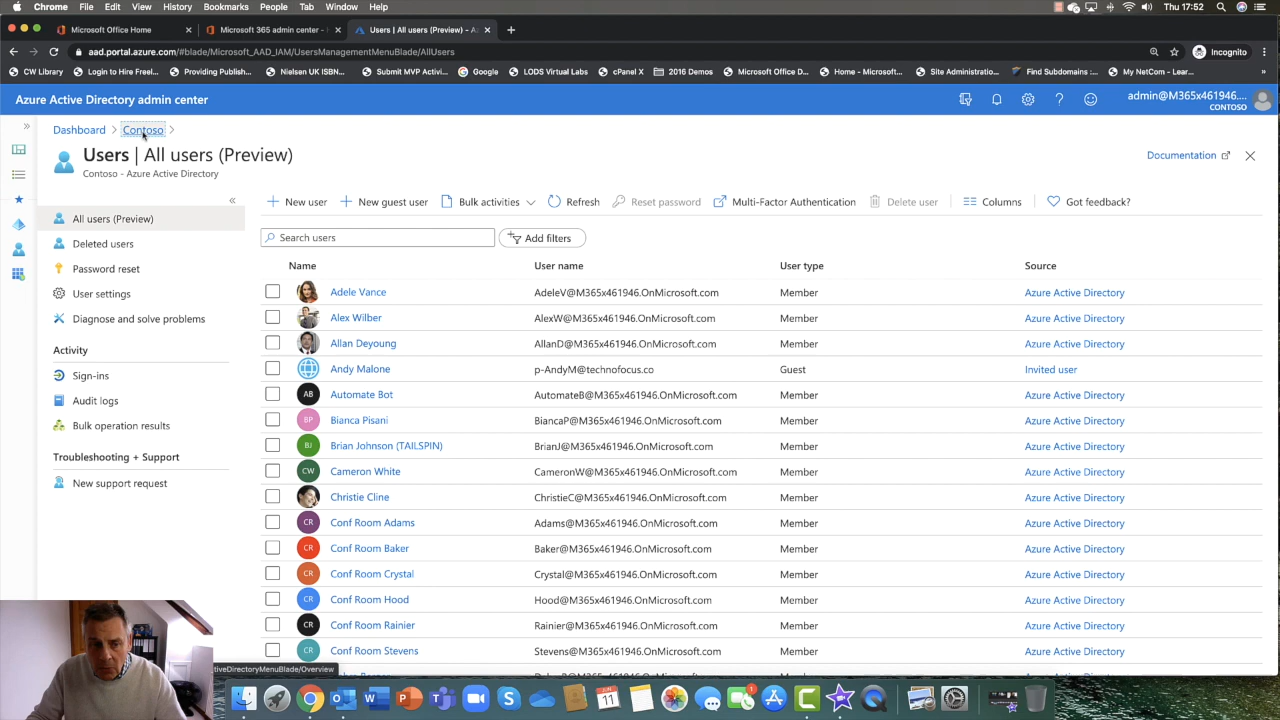 Chrome File Edit View History Bookmarks People Tab Window Help Thu 17:52
Microsoft Office Home Microsoft 365 admin center - Users | All users (Preview) - A
aad.portal.azure.com/#blade/Microsoft_AAD_IAM/UsersManagementMenuBlade/AllUsers Incognito
CW Library Login to Hire Freel... Providing Publish... Nielsen UK ISBN... Submit MVP Activi... Google LODS Virtual Labs cPanel X 2016 Demos Microsoft Office D... Home - Microsoft... Site Administratio... Find Subdomains :... My NetCom - Lear... »
Azure Active Directory admin center
admin@M365x461946....
CONTOSO
Dashboard > Contoso >
Users | All users (Preview)
Contoso - Azure Active Directory
Documentation
New user New guest user Bulk activities Refresh Reset password Multi-Factor Authentication Delete user Columns Got feedback?
Search users Add filters
All users (Preview)
Deleted users
Password reset
User settings
Diagnose and solve problems
Activity
Sign-ins
Audit logs
Bulk operation results
Troubleshooting + Support
New support request
Name User name User type Source
Adele Vance AdeleV@M365x461946.OnMicrosoft.com Member Azure Active Directory
Alex Wilber AlexW@M365x461946.OnMicrosoft.com Member Azure Active Directory
Allan Deyoung AllanD@M365x461946.OnMicrosoft.com Member Azure Active Directory
Andy Malone p-AndyM@technofocus.co Guest Invited user
AB Automate Bot AutomateB@M365x461946.OnMicrosoft.com Member Azure Active Directory
BP Bianca Pisani BiancaP@M365x461946.OnMicrosoft.com Member Azure Active Directory
BJ Brian Johnson (TAILSPIN) BrianJ@M365x461946.OnMicrosoft.com Member Azure Active Directory
CW Cameron White CameronW@M365x461946.OnMicrosoft.com Member Azure Active Directory
Christie Cline ChristieC@M365x461946.OnMicrosoft.com Member Azure Active Directory
CR Conf Room Adams Adams@M365x461946.OnMicrosoft.com Member Azure Active Directory
CR Conf Room Baker Baker@M365x461946.OnMicrosoft.com Member Azure Active Directory
CR Conf Room Crystal Crystal@M365x461946.OnMicrosoft.com Member Azure Active Directory
CR Conf Room Hood Hood@M365x461946.OnMicrosoft.com Member Azure Active Directory
CR Conf Room Rainier Rainier@M365x461946.OnMicrosoft.com Member Azure Active Directory
CR Conf Room Stevens Stevens@M365x461946.OnMicrosoft.com Member Azure Active Directory
tiveDirectoryMenuBlade/Overview
JUN
11